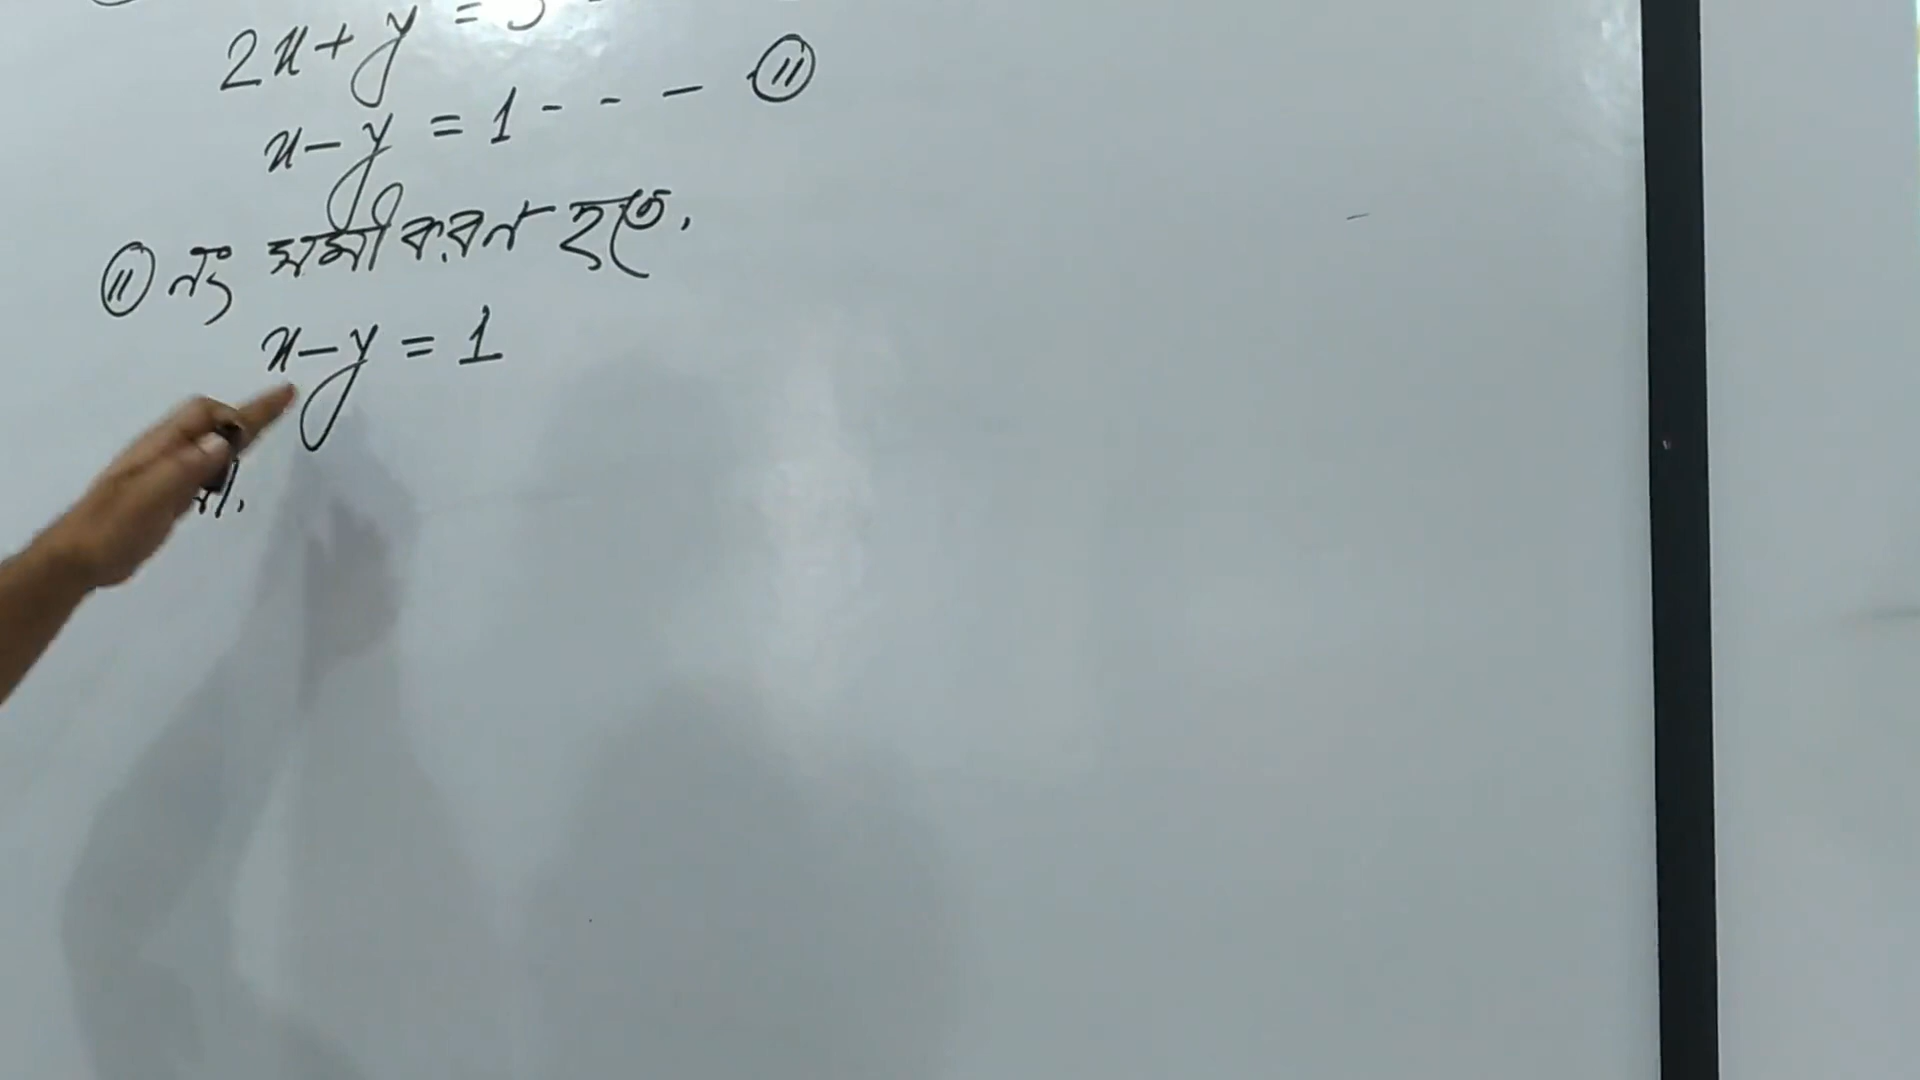 2x+y =
x-y = 1 - - - (ii)
(ii) নং সমীকরণ হতে,
x-y = 1
বা,